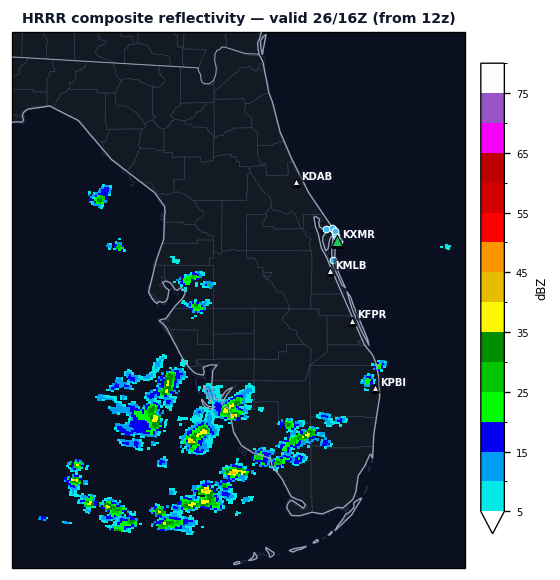 HRRR composite reflectivity — valid 26/16Z (from 12z)
KDAB
KXMR
KMLB
KFPR
KPBI
75
65
55
45
35
25
15
5
dBZ